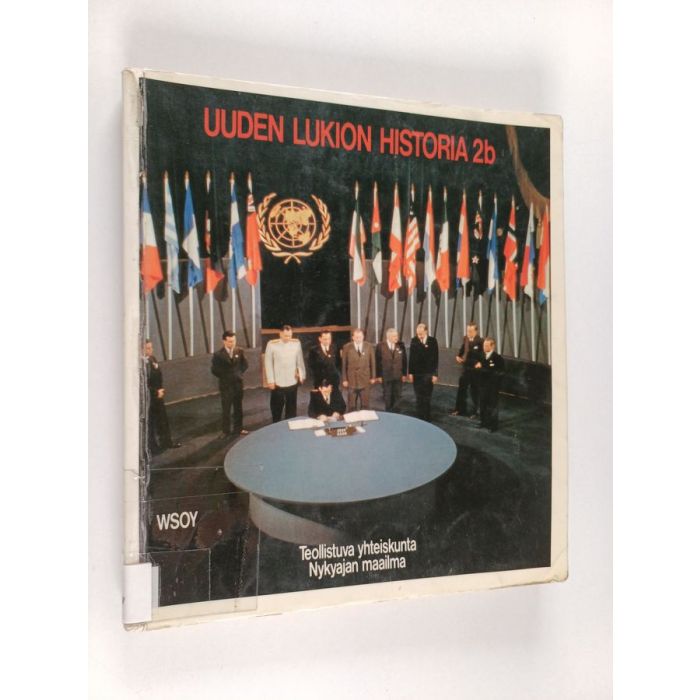 UUDEN LUKION HISTORIA 2b
WSOY
Teollistuva yhteiskunta
Nykyajan maailma